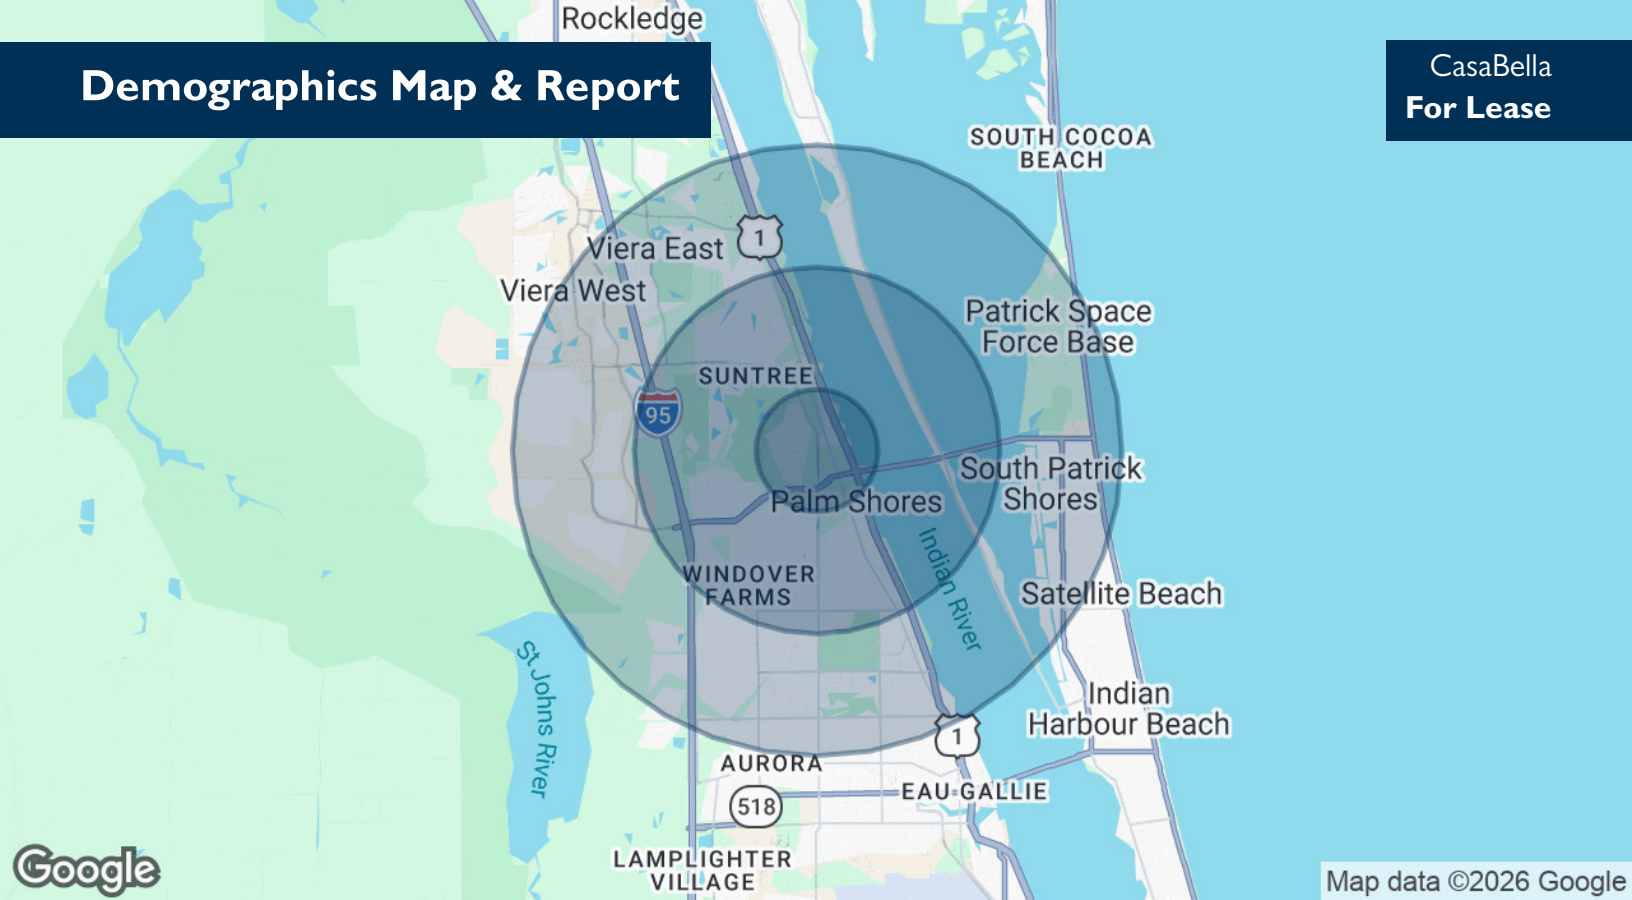 Rockledge
Demographics Map & Report
CasaBella
For Lease
SOUTH COCOA
BEACH
1
Viera East
Viera West
Patrick Space
Force Base
SUNTREE
95
South Patrick
Shores
Palm Shores
Indian River
WINDOVER
FARMS
Satellite Beach
St Johns River
Indian
Harbour Beach
1
AURORA
EAU GALLIE
518
LAMPLIGHTER
VILLAGE
Google
Map data ©2026 Google